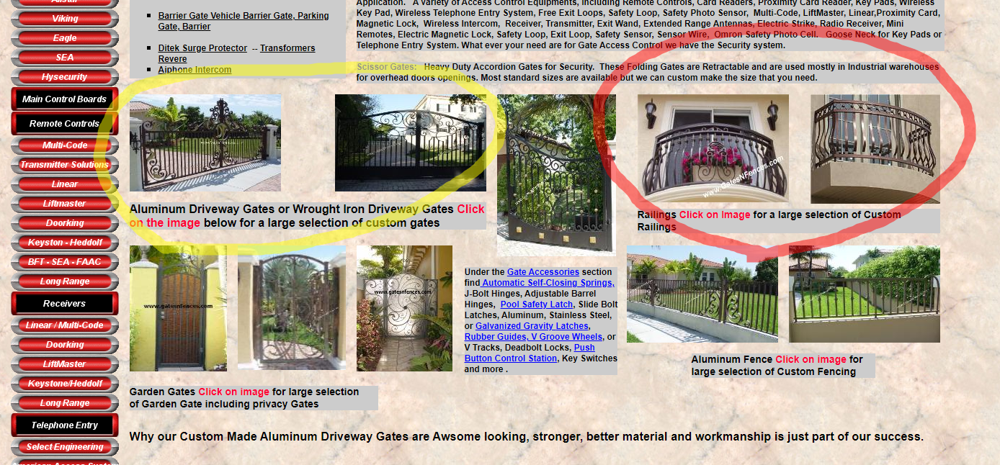 Allstar
Viking
Eagle
SEA
Hysecurity
Main Control Boards
Remote Controls
Multi-Code
Transmitter Solutions
Linear
Liftmaster
Doorking
Keyston - Heddolf
BFT - SEA - FAAC
Long Range
Receivers
Linear / Multi-Code
Doorking
LiftMaster
Keystone/Heddolf
Long Range
Telephone Entry
Select Engineering
Barrier Gate Vehicle Barrier Gate, Parking
Gate, Barrier
Ditek Surge Protector -- Transformers
Revere
Aiphone Intercom
Application. A Variety of Access Control Equipments, including Remote Controls, Card Readers, Proximity Card Reader, Key Pads, Wireless
Key Pad, Wireless Telephone Entry System, Free Exit Loops, Safety Loop, Safety Photo Sensor, Multi-Code, LiftMaster, Linear,Proximity Card,
Magnetic Lock, Wireless Intercom, Receiver, Transmitter, Exit Wand, Extended Range Antennas, Electric Strike, Radio Receiver, Mini
Remotes, Electric Magnetic Lock, Safety Loop, Exit Loop, Safety Sensor, Sensor Wire, Omron Safety Photo Cell. Goose Neck for Key Pads or
Telephone Entry System. What ever your need are for Gate Access Control we have the Security system.
Scissor Gates: Heavy Duty Accordion Gates for Security. These Folding Gates are Retractable and are used mostly in Industrial warehouses
for overhead doors openings. Most standard sizes are available but we can custom make the size that you need.
www.GatesNFences.com
Aluminum Driveway Gates or Wrought Iron Driveway Gates Click
on the image below for a large selection of custom gates
Railings Click on Image for a large selection of Custom
Railings
www.gatesnfences.com
www.gatesnfences.com
Under the Gate Accessories section
find Automatic Self-Closing Springs,
J-Bolt Hinges, Adjustable Barrel
Hinges, Pool Safety Latch, Slide Bolt
Latches, Aluminum, Stainless Steel,
or Galvanized Gravity Latches,
Rubber Guides, V Groove Wheels, or
V Tracks, Deadbolt Locks, Push
Button Control Station, Key Switches
and more .
Aluminum Fence Click on image for
large selection of Custom Fencing
Garden Gates Click on image for large selection
of Garden Gate including privacy Gates
Why our Custom Made Aluminum Driveway Gates are Awsome looking, stronger, better material and workmanship is just part of our success.